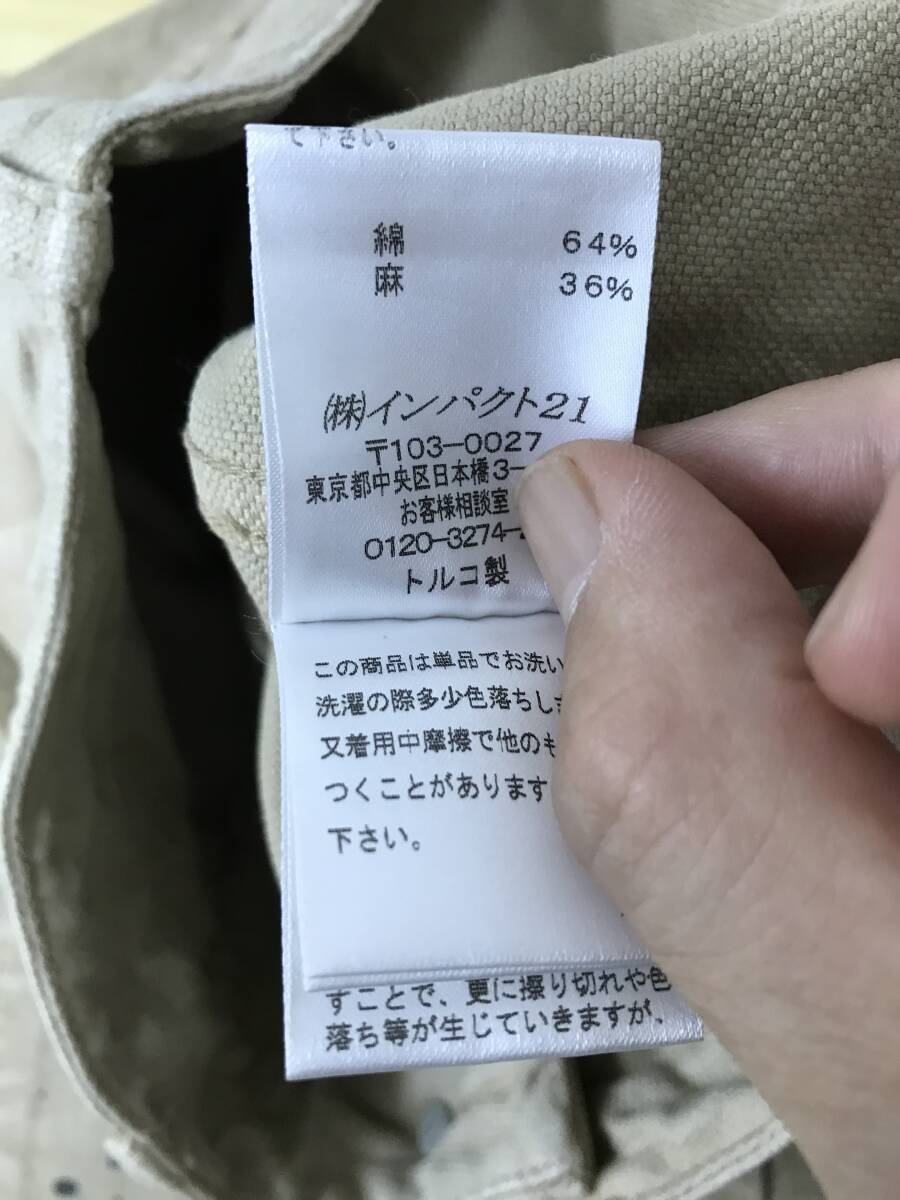 て下さい。
綿 64%
麻 36%
(株)インパクト21
〒103-0027
東京都中央区日本橋3-
お客様相談室
0120-3274-
トルコ製
この商品は単品でお洗い
洗濯の際多少色落ちし
又着用中摩擦で他のも
つくことがあります
下さい。
すことで、更に擦り切れや色
落ち等が生じていきますが、